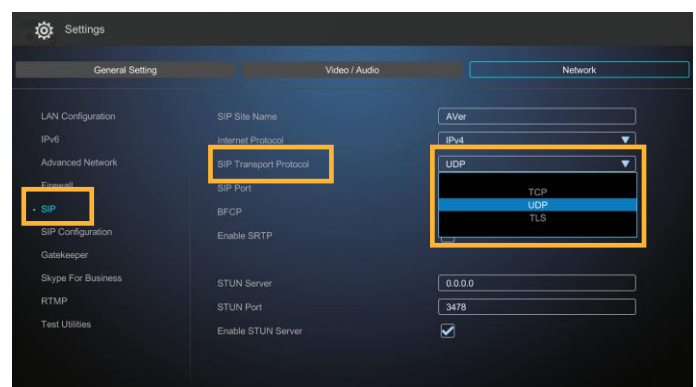 Settings
General Setting Video / Audio Network
LAN Configuration SIP Site Name AVer
IPv6 Internet Protocol IPv4
Advanced Network SIP Transport Protocol UDP
Firewall SIP Port
TCP
SIP BFCP UDP
TLS
SIP Configuration Enable SRTP
Gatekeeper
Skype For Business STUN Server 0.0.0.0
RTMP STUN Port 3478
Test Utilities Enable STUN Server